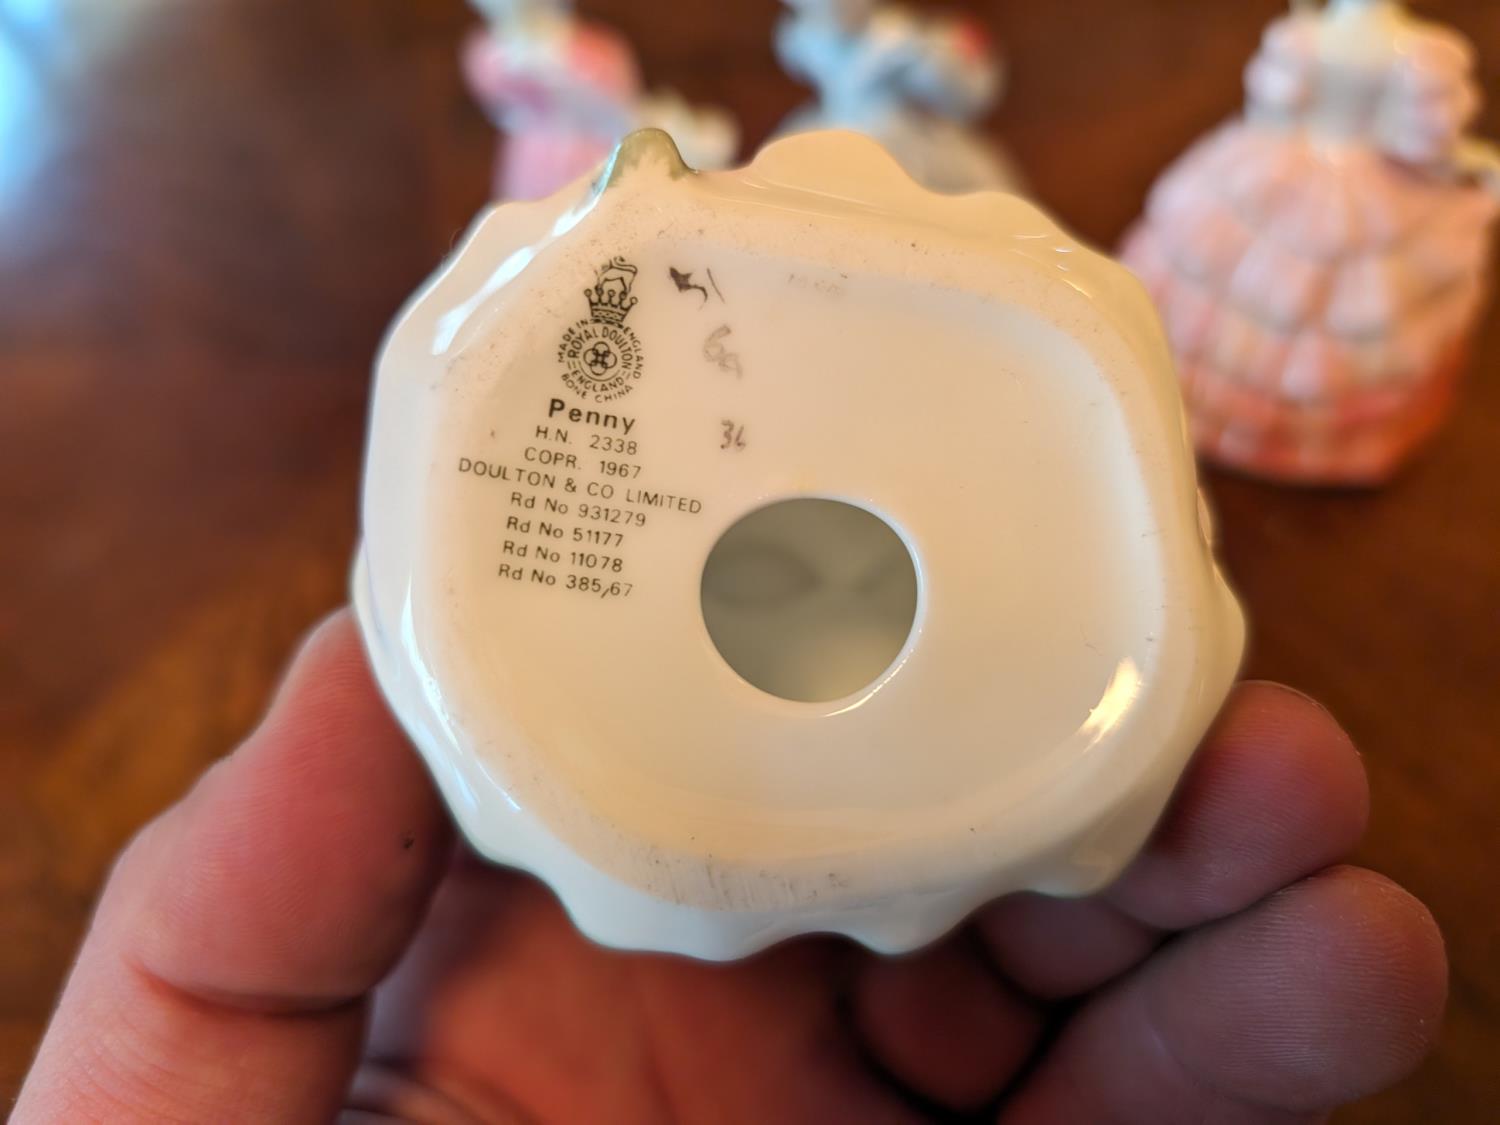 MADE IN ENGLAND
ROYAL DOULTON
ENGLAND
BONE CHINA
Penny
H.N. 2338
COPR. 1967
DOULTON & CO LIMITED
Rd No 931279
Rd No 51177
Rd No 11078
Rd No 385/67
36